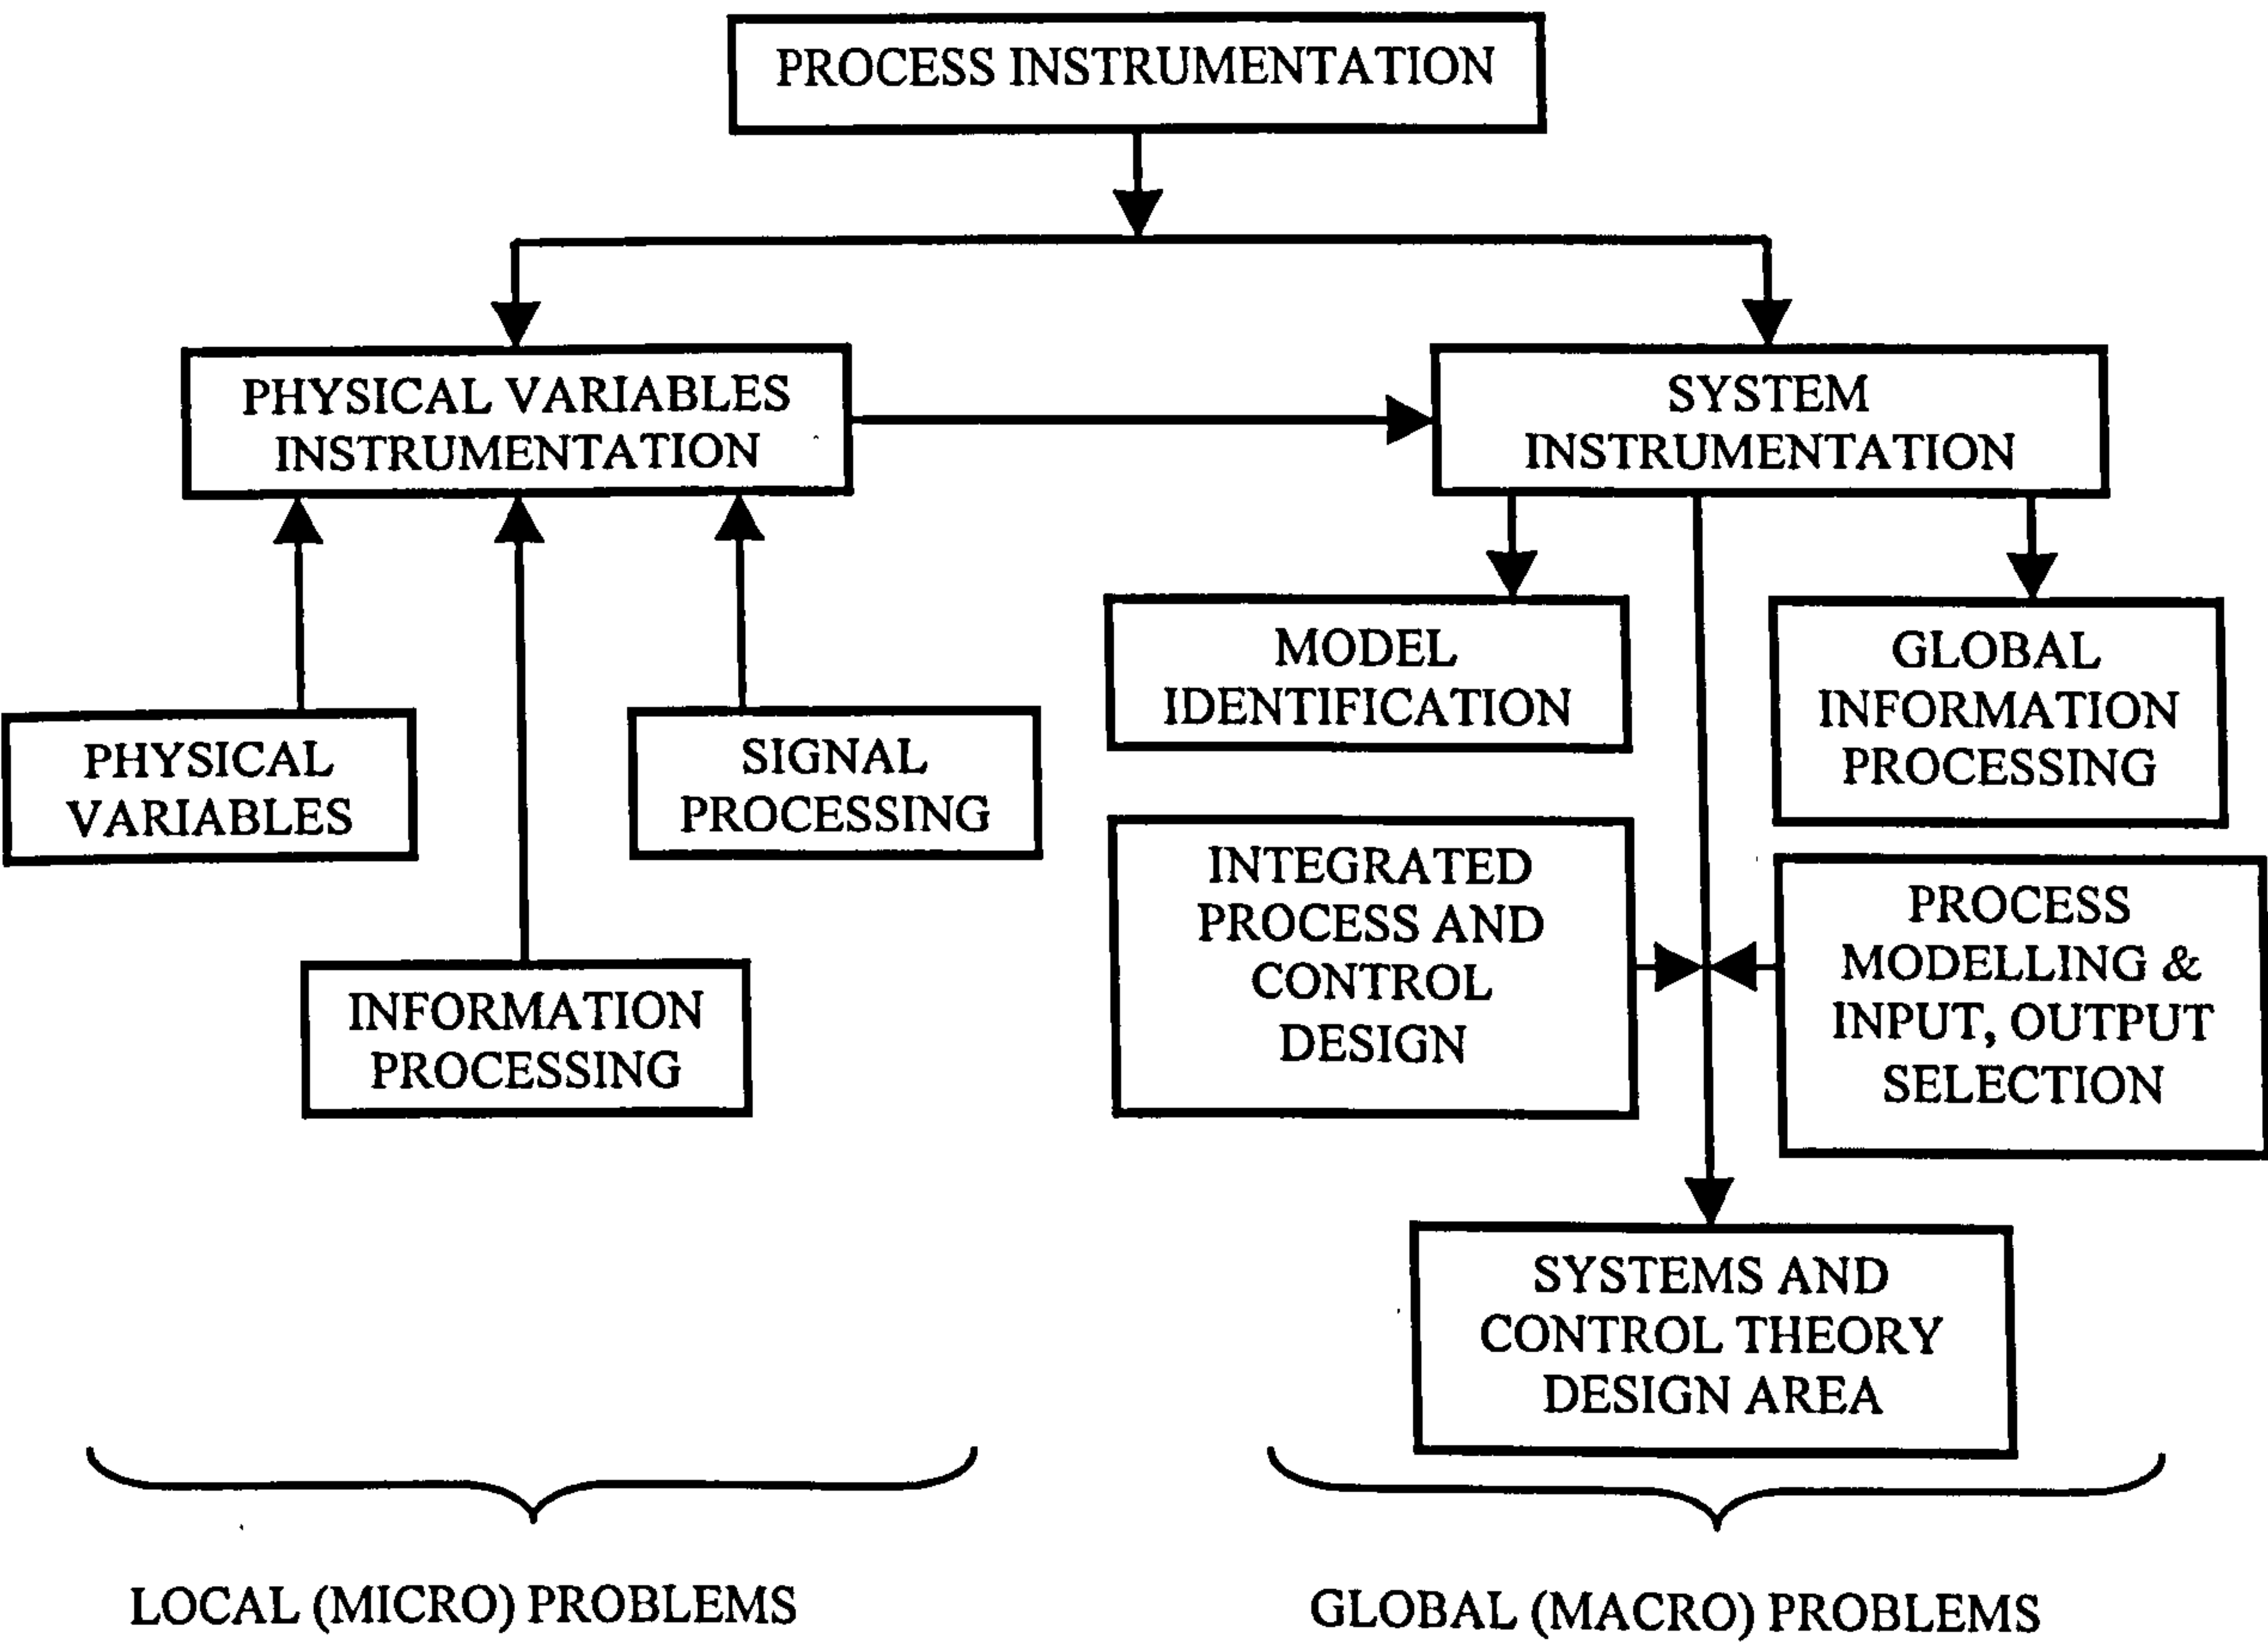 PROCESS INSTRUMENTATION
PHYSICAL VARIABLES
INSTRUMENTATION
SYSTEM
INSTRUMENTATION
MODEL
IDENTIFICATION
GLOBAL
INFORMATION
PROCESSING
PHYSICAL
VARIABLES
SIGNAL
PROCESSING
INFORMATION
PROCESSING
INTEGRATED
PROCESS AND
CONTROL
DESIGN
PROCESS
MODELLING &
INPUT, OUTPUT
SELECTION
SYSTEMS AND
CONTROL THEORY
DESIGN AREA
LOCAL (MICRO) PROBLEMS
GLOBAL (MACRO) PROBLEMS